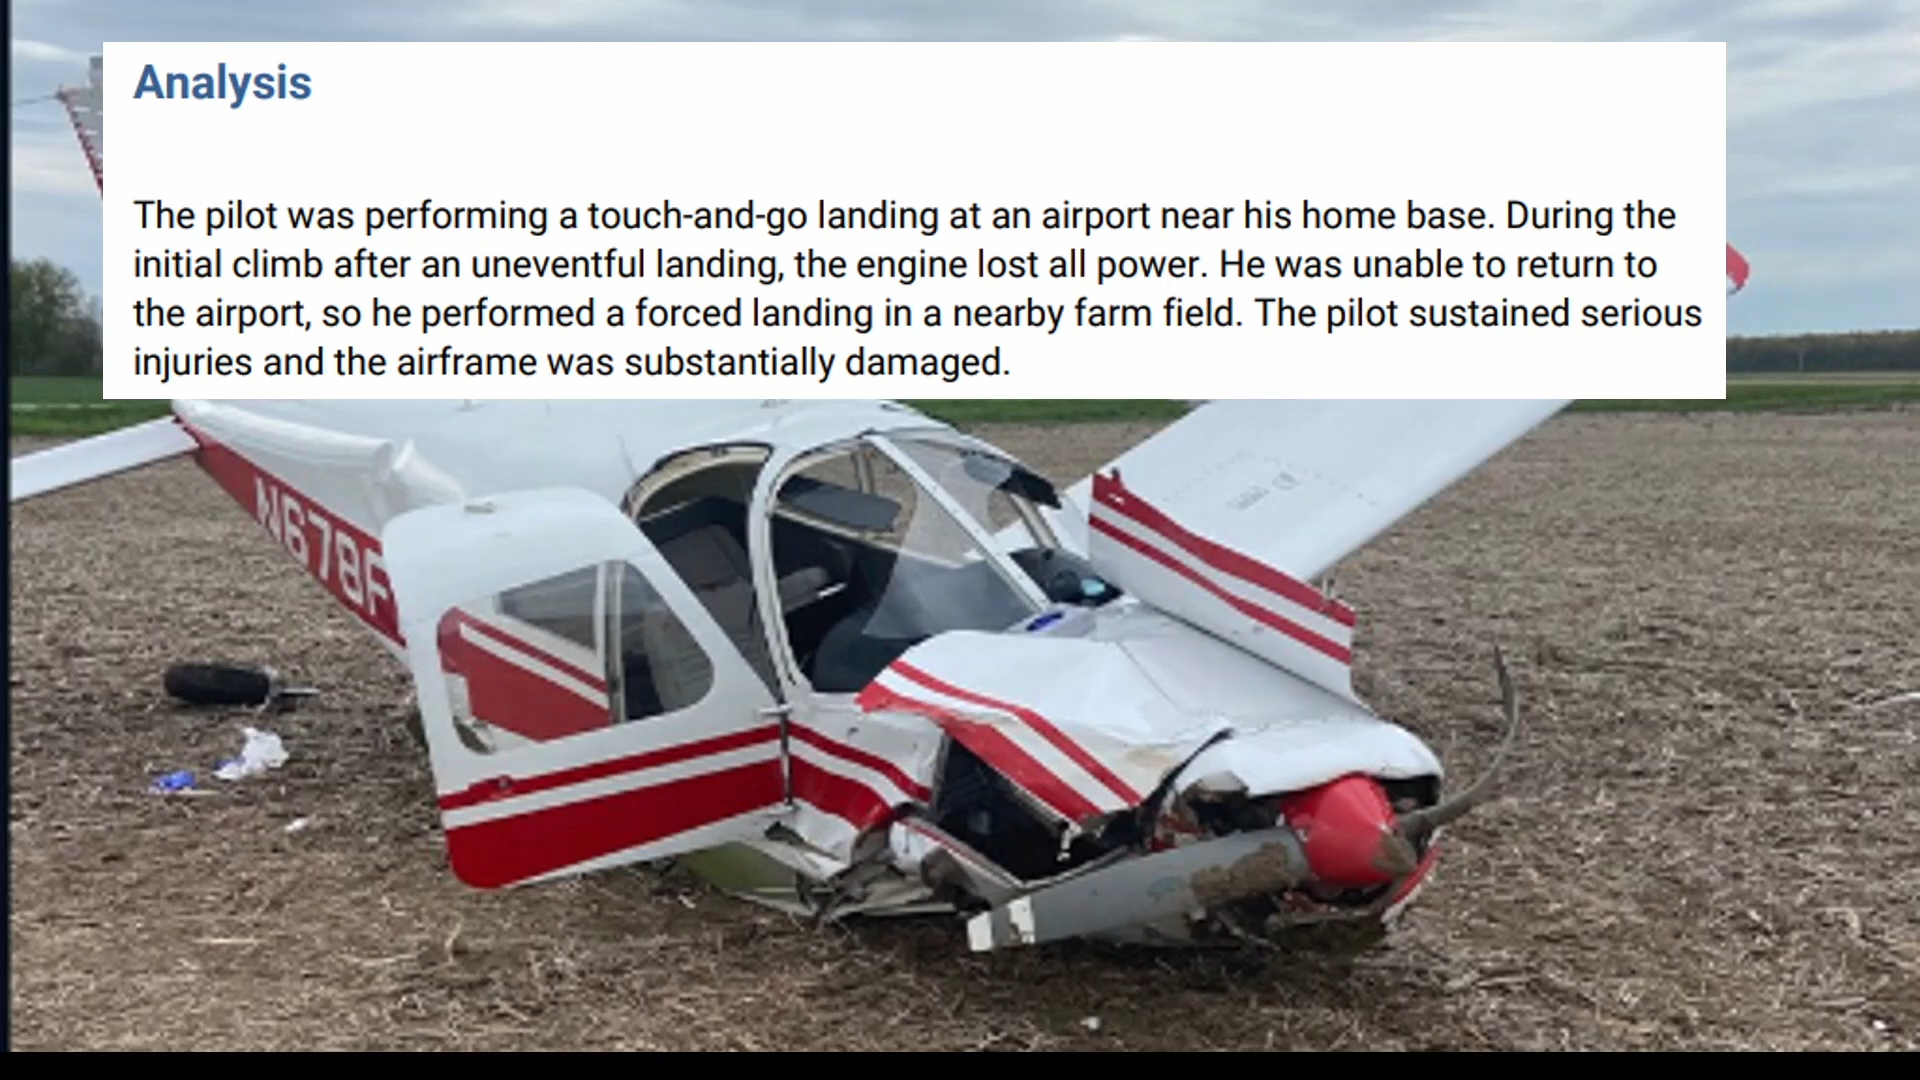 Analysis
The pilot was performing a touch-and-go landing at an airport near his home base. During the
initial climb after an uneventful landing, the engine lost all power. He was unable to return to
the airport, so he performed a forced landing in a nearby farm field. The pilot sustained serious
injuries and the airframe was substantially damaged.
N678F